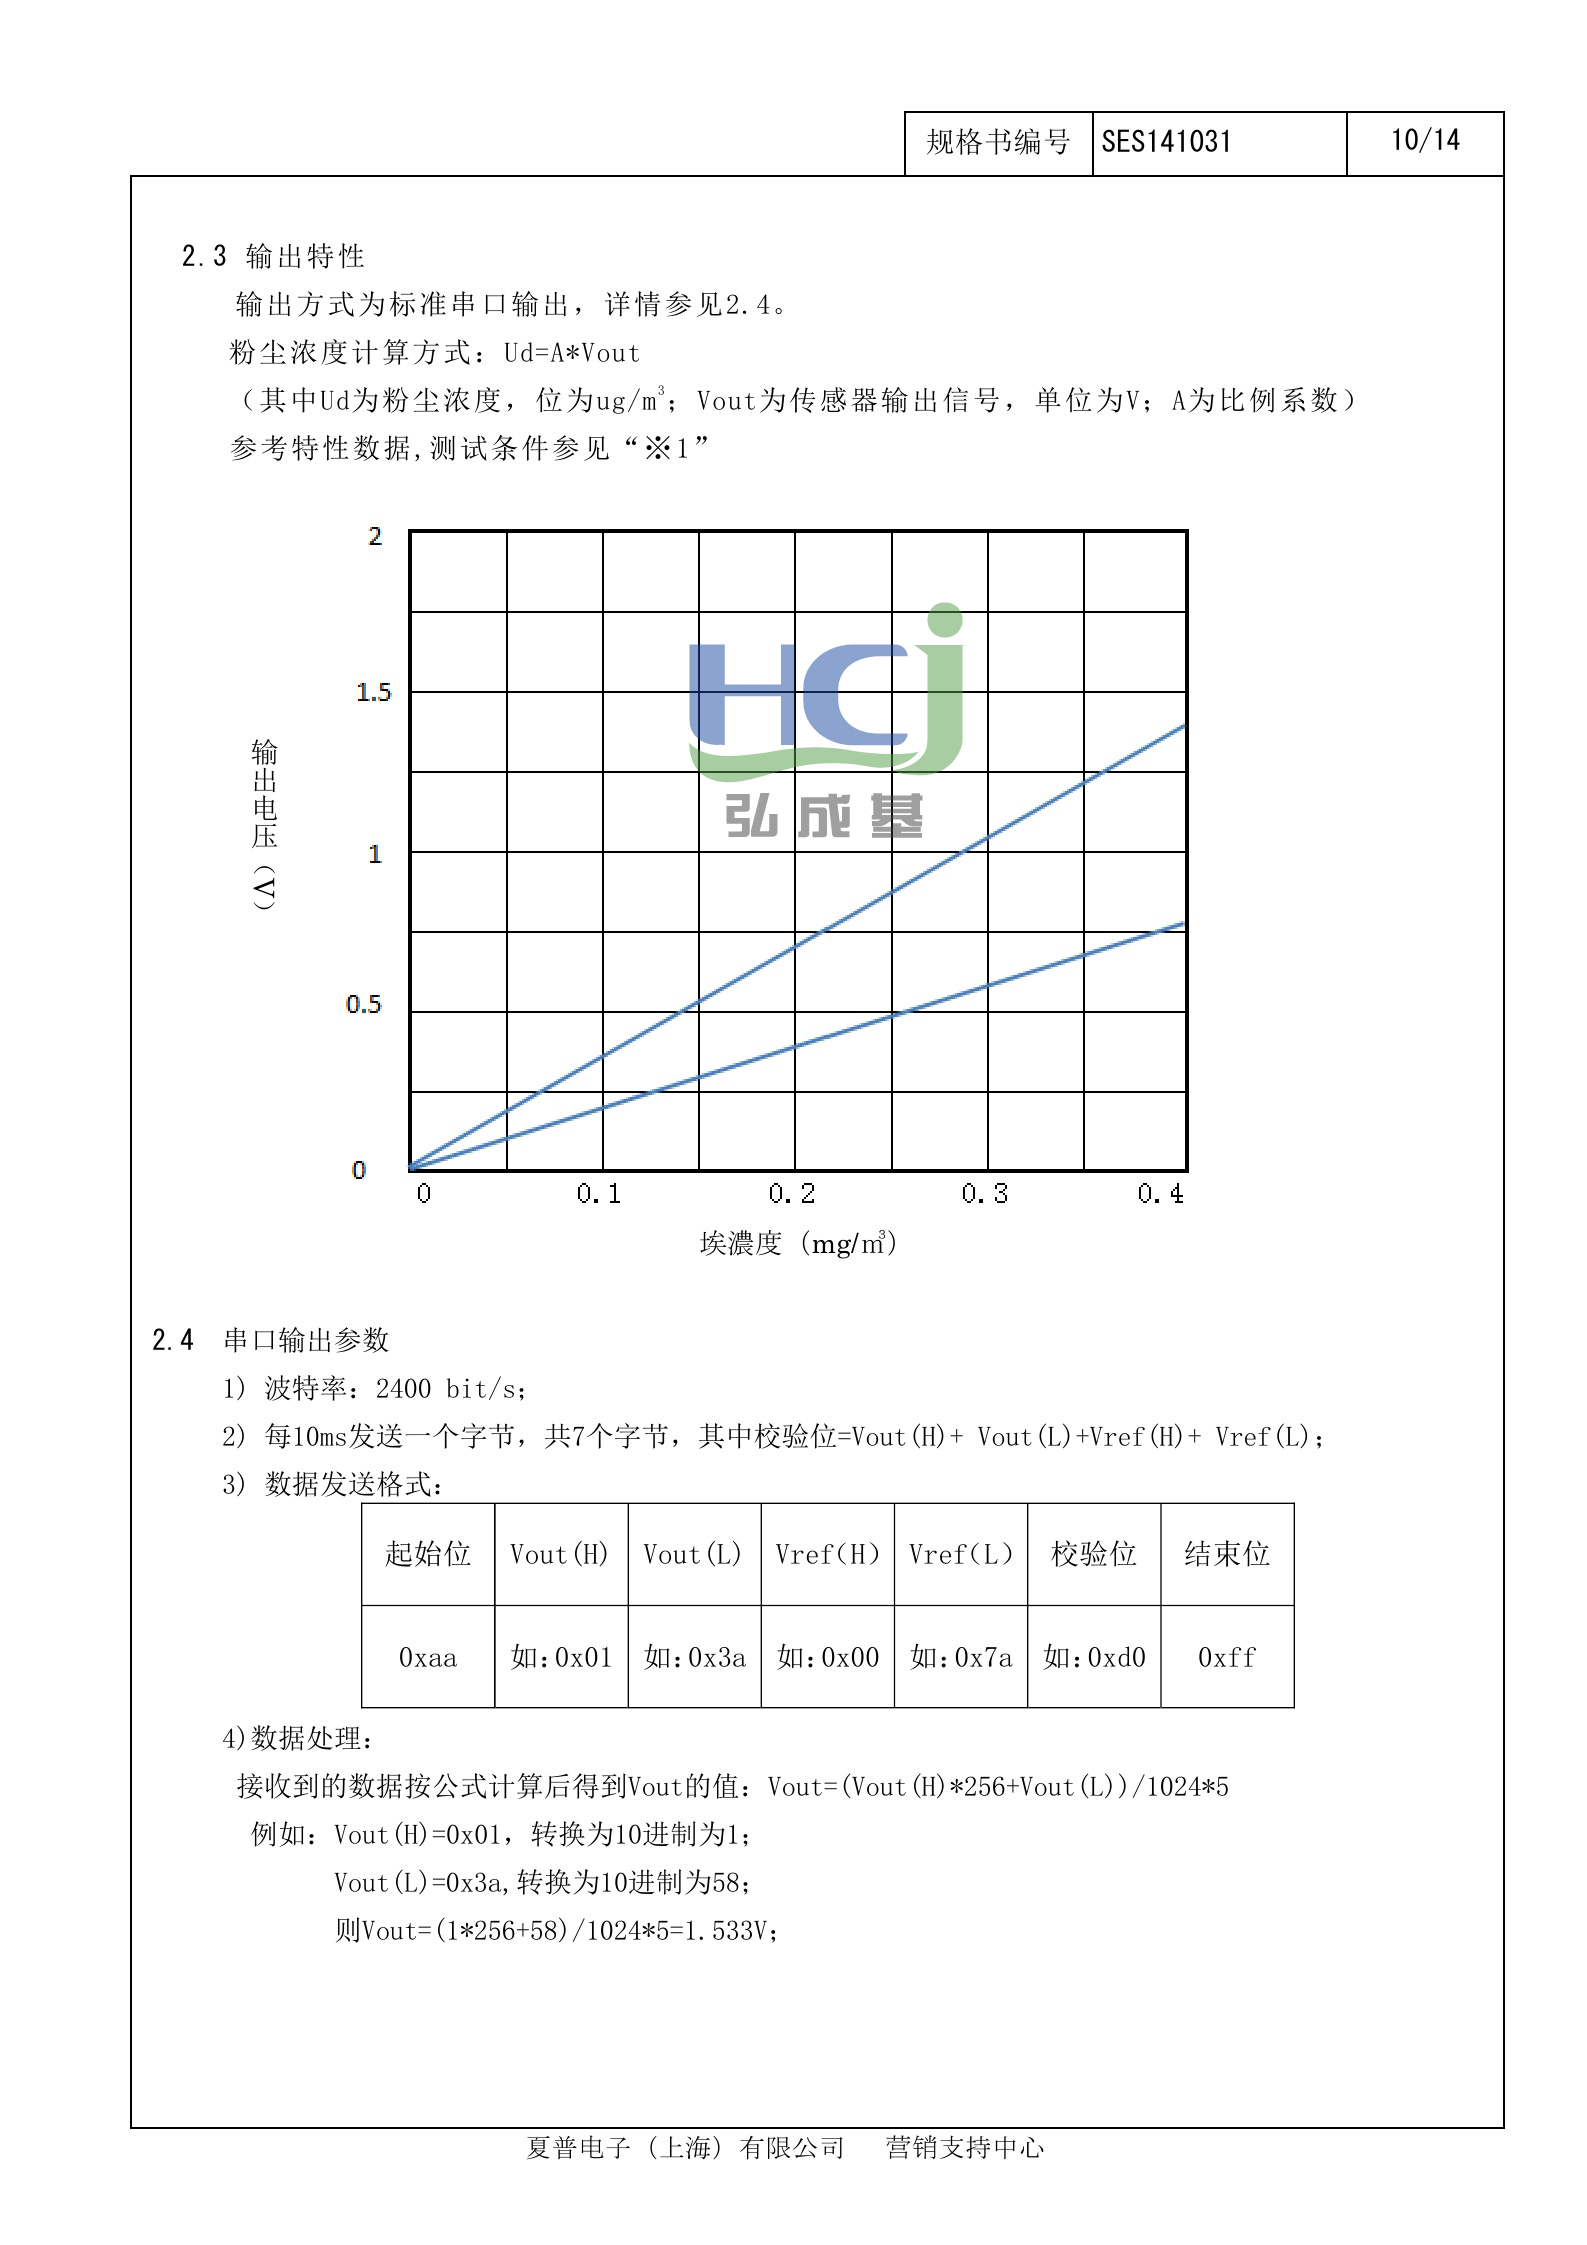 规格书编号 SES141031 10/14
2.3 输出特性
输出方式为标准串口输出，详情参见2.4。
粉尘浓度计算方式：Ud=A*Vout
（其中Ud为粉尘浓度，位为ug/m³；Vout为传感器输出信号，单位为V；A为比例系数）
参考特性数据,测试条件参见“※1”
2
1.5
1
0.5
0
输出电压（V）
HCj
弘成基
0 0.1 0.2 0.3 0.4
埃濃度（mg/㎥）
2.4 串口输出参数
1) 波特率：2400 bit/s；
2) 每10ms发送一个字节，共7个字节，其中校验位=Vout(H)+ Vout(L)+Vref(H)+ Vref(L)；
3) 数据发送格式：
起始位 Vout(H) Vout(L) Vref（H） Vref（L） 校验位 结束位
0xaa 如：0x01 如：0x3a 如：0x00 如：0x7a 如：0xd0 0xff
4)数据处理：
接收到的数据按公式计算后得到Vout的值：Vout=(Vout(H)*256+Vout(L))/1024*5
例如：Vout(H)=0x01，转换为10进制为1；
Vout(L)=0x3a,转换为10进制为58；
则Vout=(1*256+58)/1024*5=1.533V；
夏普电子（上海）有限公司 营销支持中心